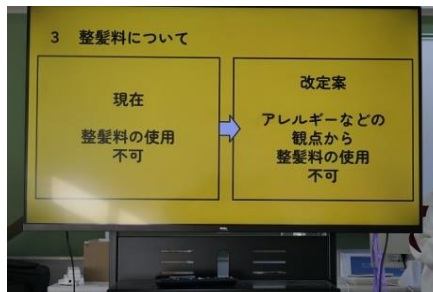 3 整髪料について
現在
整髪料の使用
不可
改定案
アレルギーなどの
観点から
整髪料の使用
不可